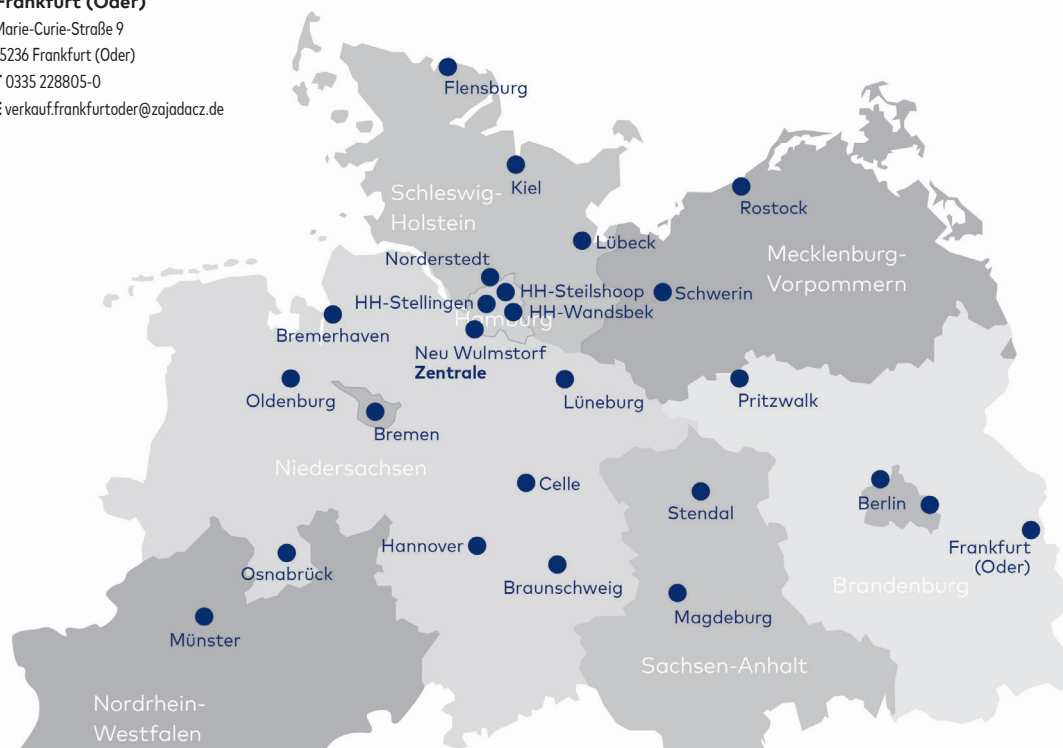 Frankfurt (Oder)
Marie-Curie-Straße 9
5236 Frankfurt (Oder)
0335 228805-0
verkauf.frankfurtoder@zajadacz.de
Flensburg
Kiel
Schleswig-
Holstein
Rostock
Lübeck
Mecklenburg-
Vorpommern
Norderstedt
HH-Steilshoop
Schwerin
HH-Stellingen
HH-Wandsbek
Hamburg
Bremerhaven
Neu Wulmstorf
Zentrale
Oldenburg
Lüneburg
Pritzwalk
Bremen
Niedersachsen
Celle
Stendal
Berlin
Hannover
Frankfurt
(Oder)
Osnabrück
Braunschweig
Brandenburg
Magdeburg
Münster
Sachsen-Anhalt
Nordrhein-
Westfalen